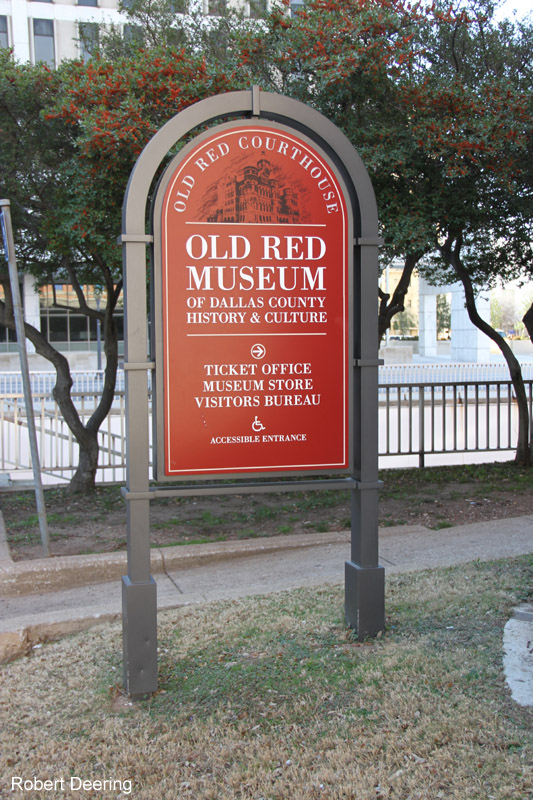 OLD RED COURTHOUSE
OLD RED
MUSEUM
OF DALLAS COUNTY
HISTORY & CULTURE
TICKET OFFICE
MUSEUM STORE
VISITORS BUREAU
ACCESSIBLE ENTRANCE
Robert Deering